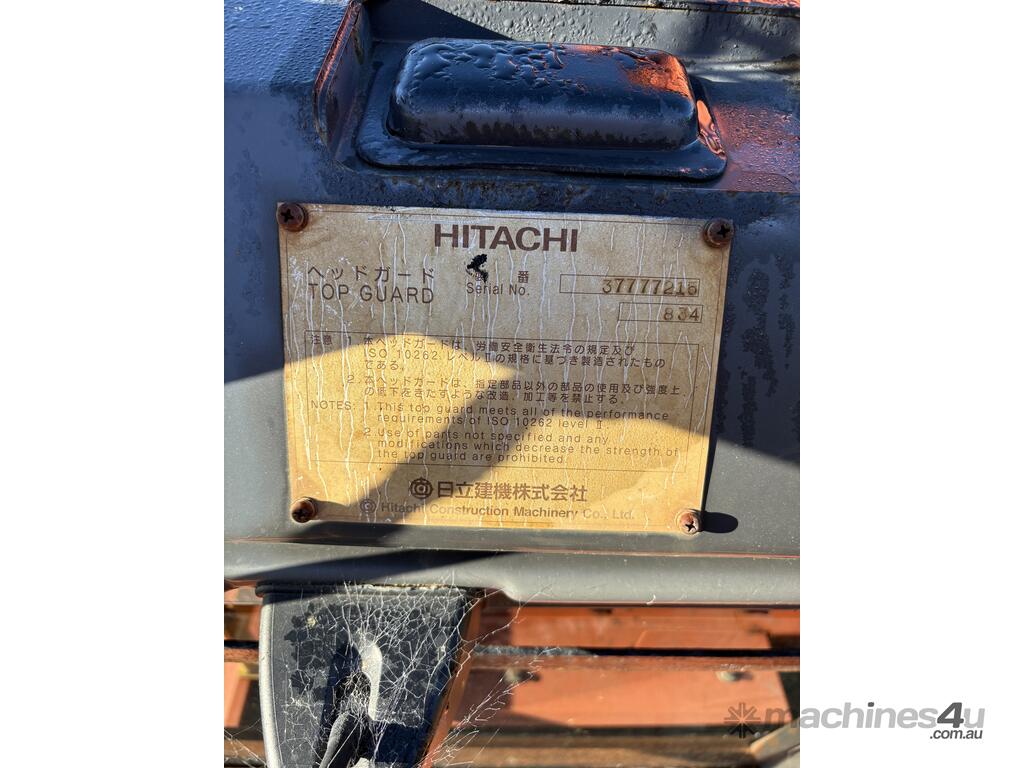 HITACHI
ヘッドガード
TOP GUARD
番
Serial No.
37777215
834
注意 1. 本ヘッドガードは、労働安全衛生法令の規定及び
ISO 10262 レベルIIの規格に基づき製造されたもの
である。
2. 本ヘッドガードは、指定部品以外の部品の使用及び強度上
の低下をきたすような改造、加工等を禁止する。
NOTES: 1. This top guard meets all of the performance
requirements of ISO 10262 level II.
2. Use of parts not specified and any
modifications which decrease the strength of
the top guard are prohibited.
日立建機株式会社
Hitachi Construction Machinery Co., Ltd.
machines4u
.com.au